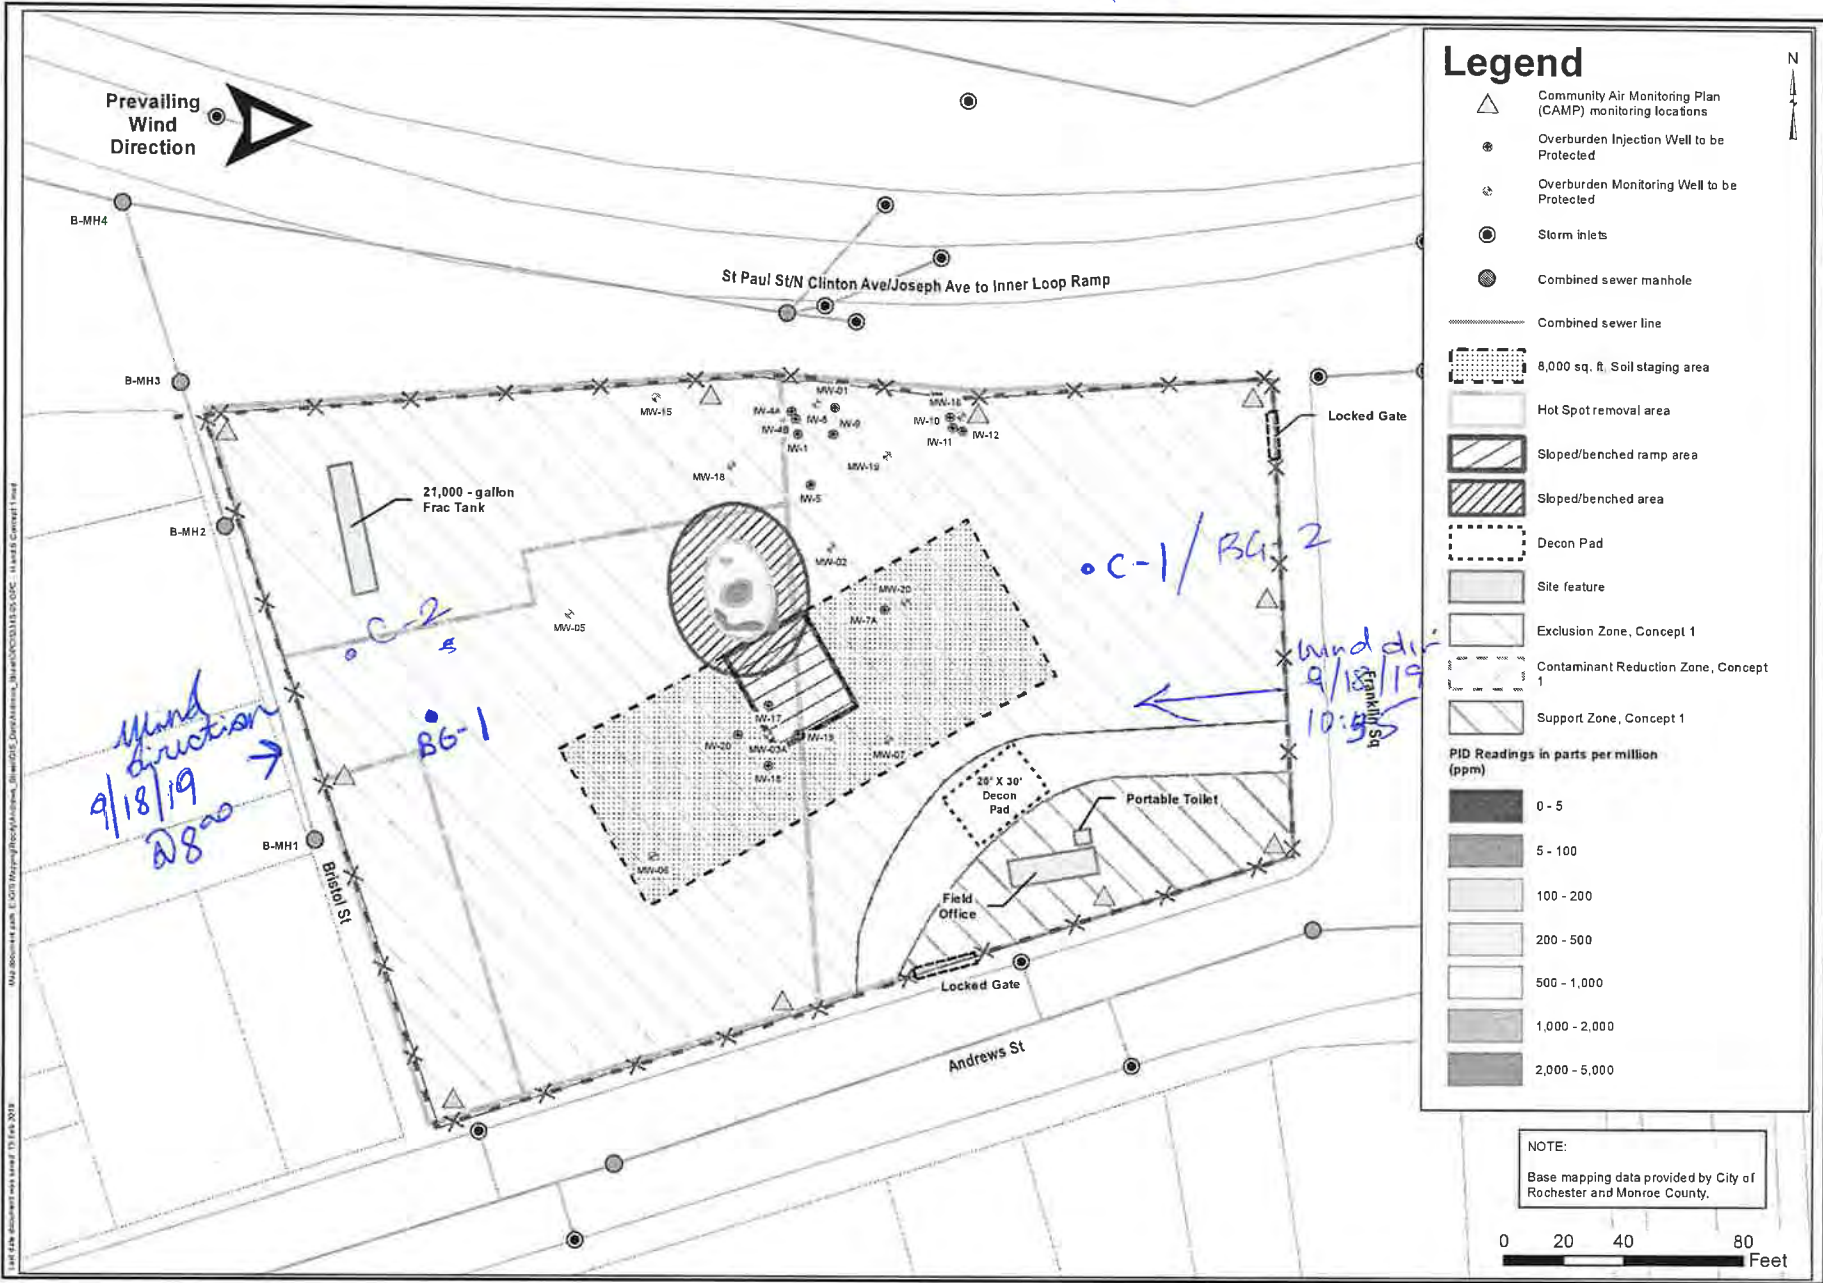 Prevailing
Wind
Direction
B-MH4
St Paul St/N Clinton Ave/Joseph Ave to Inner Loop Ramp
B-MH3
MW-15
MW-01
IW-4A
IW-8
IW-4B
IW-9
IW-1
MW-16
IW-10
IW-11
IW-12
Locked Gate
MW-18
MW-19
IW-5
21,000 - gallon
Frac Tank
B-MH2
MW-02
C-1 / BG-2
MW-20
IW-7A
MW-05
C-2
Wind
direction
9/18/19
@ 8:00
BG-1
wind dir
9/18/19
10:55
Franklin Sq
IW-17
IW-20
MW-03A
IW-19
IW-18
MW-07
20' X 30'
Decon
Pad
Portable Toilet
B-MH1
Bristol St
MW-06
Field
Office
Locked Gate
Andrews St
Legend
N
Community Air Monitoring Plan
(CAMP) monitoring locations
Overburden Injection Well to be
Protected
Overburden Monitoring Well to be
Protected
Storm inlets
Combined sewer manhole
Combined sewer line
8,000 sq. ft. Soil staging area
Hot Spot removal area
Sloped/benched ramp area
Sloped/benched area
Decon Pad
Site feature
Exclusion Zone, Concept 1
Contaminant Reduction Zone, Concept
1
Support Zone, Concept 1
PID Readings in parts per million
(ppm)
0 - 5
5 - 100
100 - 200
200 - 500
500 - 1,000
1,000 - 2,000
2,000 - 5,000
NOTE:
Base mapping data provided by City of
Rochester and Monroe County.
0 20 40 80
Feet